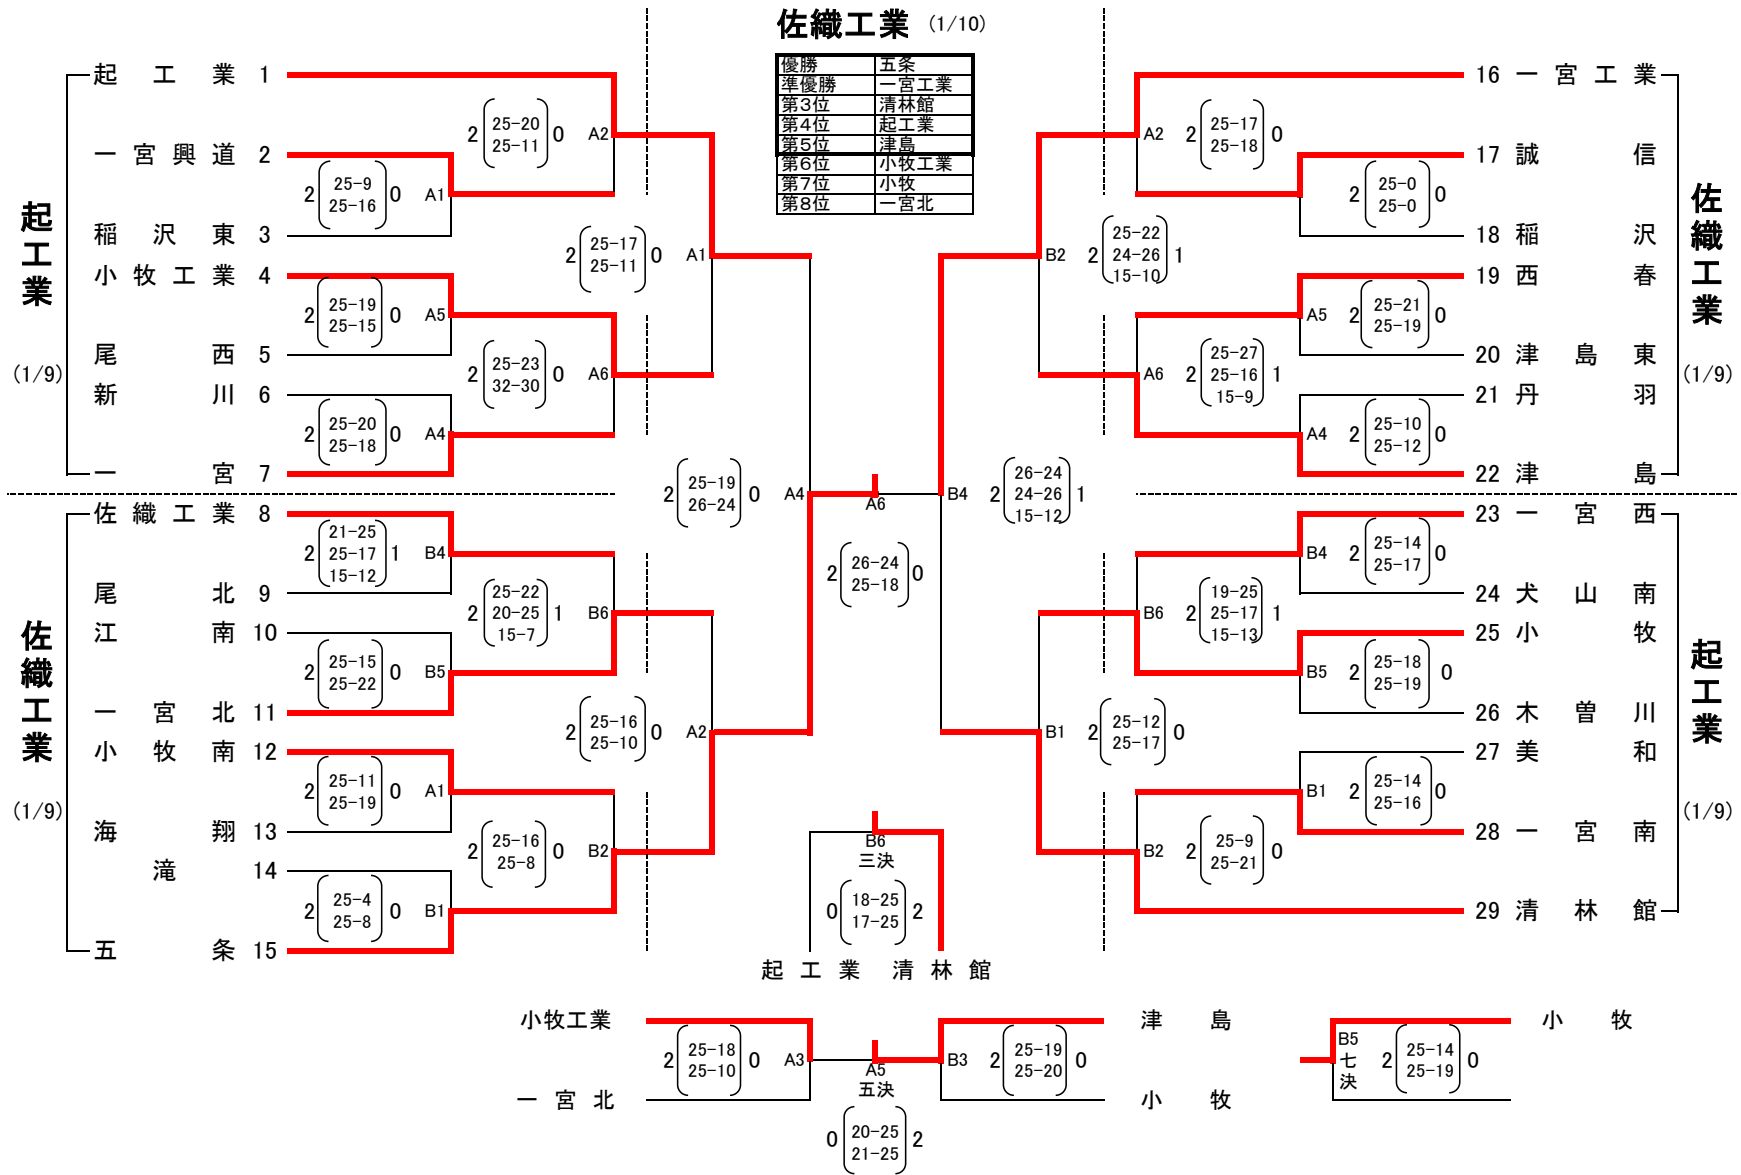 佐織工業 (1/10)
優勝 五条
準優勝 一宮工業
第3位 清林館
第4位 起工業
第5位 津島
第6位 小牧工業
第7位 小牧
第8位 一宮北
起工業
(1/9)
起工業 1
一宮興道 2
稲沢東 3
小牧工業 4
尾西 5
新川 6
一宮 7
2 25-20 25-11 0 A2
2 25-9 25-16 0 A1
2 25-17 25-11 0 A1
2 25-19 25-15 0 A5
2 25-23 32-30 0 A6
2 25-20 25-18 0 A4
2 25-19 26-24 0 A4
佐織工業
(1/9)
佐織工業 8
尾北 9
江南 10
一宮北 11
小牧南 12
海翔 13
滝 14
五条 15
2 21-25 25-17 15-12 1 B4
2 25-22 20-25 15-7 1 B6
2 25-15 25-22 0 B5
2 25-16 25-10 0 A2
2 25-11 25-19 0 A1
2 25-16 25-8 0 B2
2 25-4 25-8 0 B1
A6
2 26-24 25-18 0
佐織工業
(1/9)
16 一宮工業
17 誠信
18 稲沢
19 西春
20 津島東
21 丹羽
22 津島
A2 2 25-17 25-18 0
2 25-0 25-0 0
B2 2 25-22 24-26 15-10 1
A5 2 25-21 25-19 0
A6 2 25-27 25-16 15-9 1
A4 2 25-10 25-12 0
B4 2 26-24 24-26 15-12 1
起工業
(1/9)
23 一宮西
24 犬山南
25 小牧
26 木曽川
27 美和
28 一宮南
29 清林館
B4 2 25-14 25-17 0
B6 2 19-25 25-17 15-13 1
B5 2 25-18 25-19 0
B1 2 25-12 25-17 0
B1 2 25-14 25-16 0
B2 2 25-9 25-21 0
B6
三決
0 18-25 17-25 2
起工業 清林館
小牧工業
一宮北
2 25-18 25-10 0 A3
A5
五決
0 20-25 21-25 2
B3 2 25-19 25-20 0
津島
小牧
B5
七決
2 25-14 25-19 0
小牧